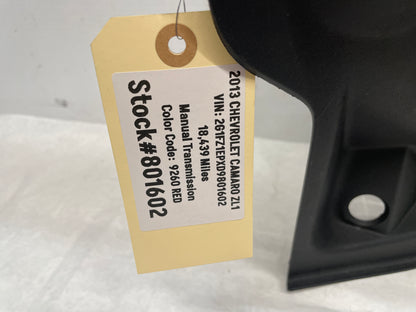 2013 CHEVROLET CAMARO ZL1
VIN: 2G1FZ1EPXD9801602
18,439 Miles
Manual Transmission
Color Code: 9260 RED
Stock#801602